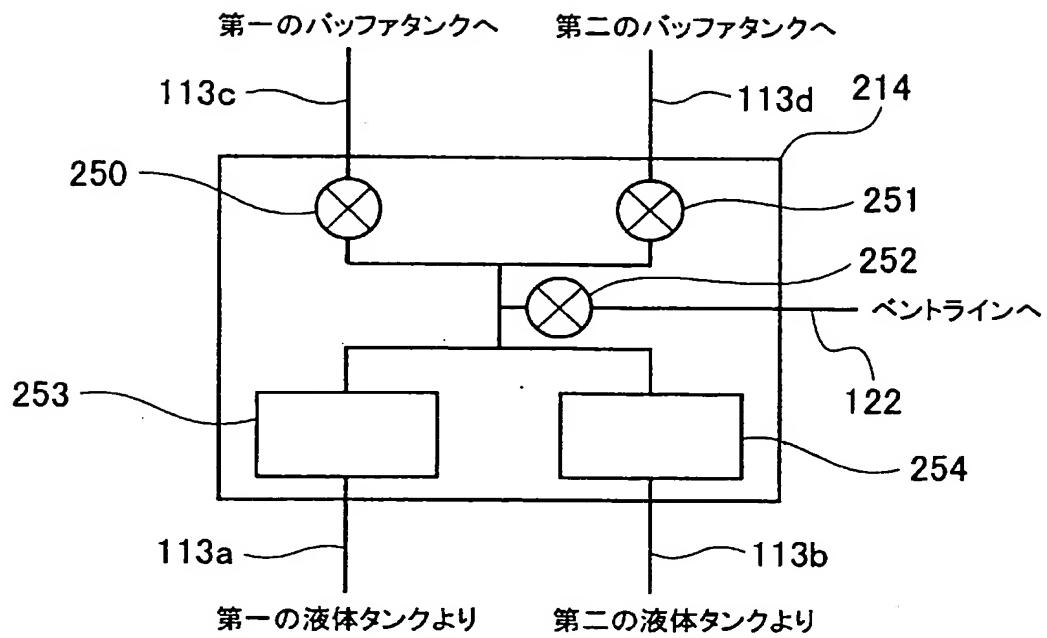 第一のバッファタンクへ
第二のバッファタンクへ
113c
113d
214
250
251
252
ベントラインへ
253
122
254
113a
113b
第一の液体タンクより
第二の液体タンクより